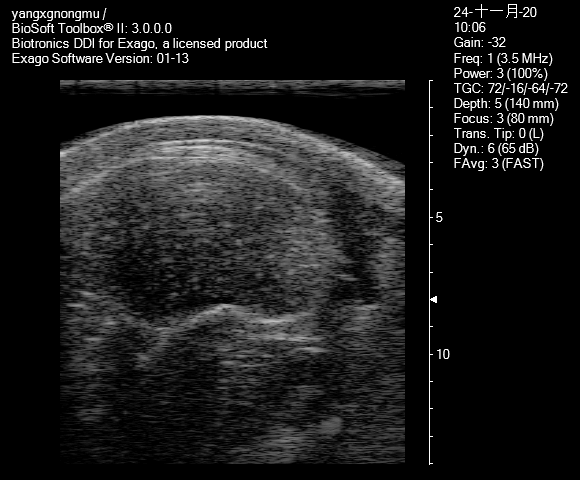 yangxgnongmu /
BioSoft Toolbox® II: 3.0.0.0
Biotronics DDI for Exago, a licensed product
Exago Software Version: 01-13
24-十一月-20
10:06
Gain: -32
Freq: 1 (3.5 MHz)
Power: 3 (100%)
TGC: 72/-16/-64/-72
Depth: 5 (140 mm)
Focus: 3 (80 mm)
Trans. Tip: 0 (L)
Dyn.: 6 (65 dB)
FAvg: 3 (FAST)
5
10